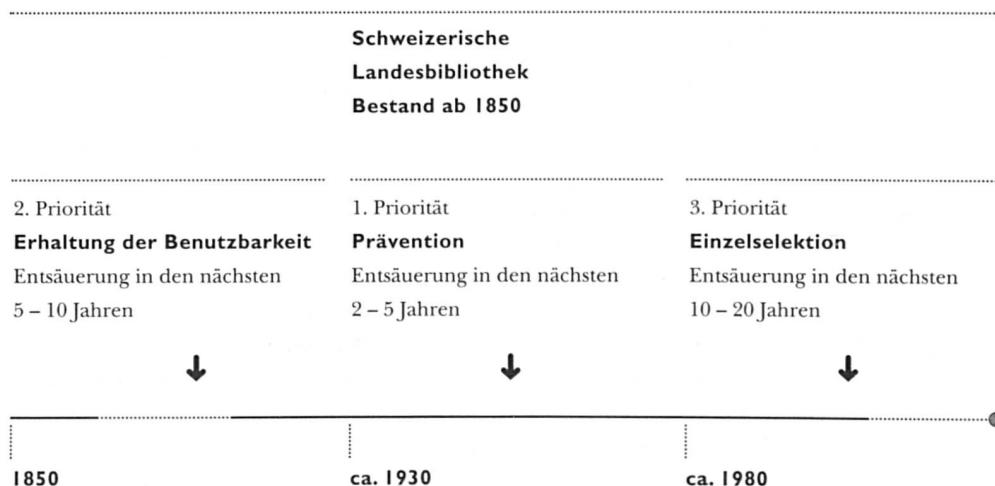 Schweizerische
Landesbibliothek
Bestand ab 1850
2. Priorität
Erhaltung der Benutzbarkeit
Entsäuerung in den nächsten
5 – 10 Jahren
1. Priorität
Prävention
Entsäuerung in den nächsten
2 – 5 Jahren
3. Priorität
Einzelselektion
Entsäuerung in den nächsten
10 – 20 Jahren
1850
ca. 1930
ca. 1980